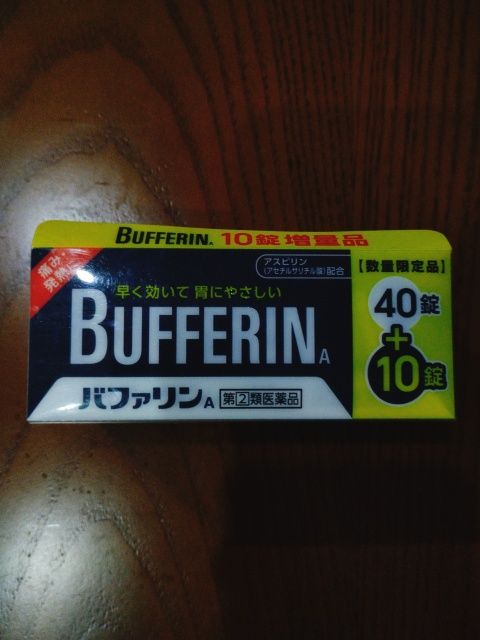 BUFFERIN A 10錠増量品
痛み
発熱に
アスピリン
(アセチルサリチル酸)配合
【数量限定品】
早く効いて 胃にやさしい
BUFFERIN A
40錠
+
10錠
バファリンA 第②類医薬品